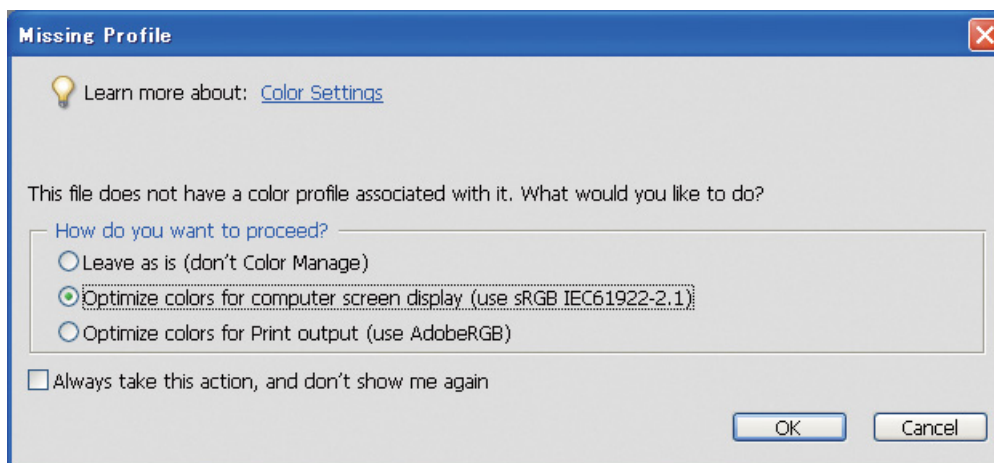 Missing Profile
Learn more about: Color Settings
This file does not have a color profile associated with it. What would you like to do?
How do you want to proceed?
Leave as is (don't Color Manage)
Optimize colors for computer screen display (use sRGB IEC61922-2.1)
Optimize colors for Print output (use AdobeRGB)
Always take this action, and don't show me again
OK Cancel